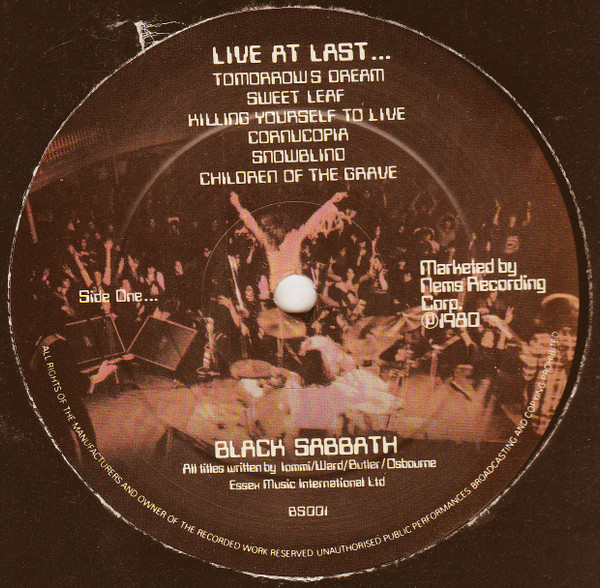 LIVE AT LAST...
TOMORROWS DREAM
SWEET LEAF
KILLING YOURSELF TO LIVE
CORNUCOPIA
SNOWBLIND
CHILDREN OF THE GRAVE
Side One...
Marketed by
Nems Recording
Corp.
℗1980
BLACK SABBATH
All titles written by Iommi/Ward/Butler/Osbourne
Essex Music International Ltd
BS001
ALL RIGHTS OF THE MANUFACTURERS AND OWNER OF THE RECORDED WORK RESERVED UNAUTHORISED PUBLIC PERFORMANCES BROADCASTING AND COPYING PROHIBITED